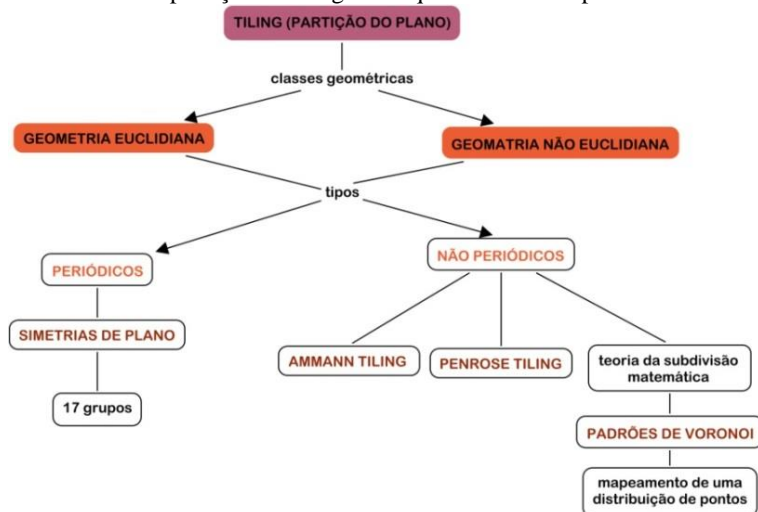 TILING (PARTIÇÃO DO PLANO)
classes geométricas
GEOMETRIA EUCLIDIANA
GEOMATRIA NÃO EUCLIDIANA
tipos
PERIÓDICOS
NÃO PERIÓDICOS
SIMETRIAS DE PLANO
AMMANN TILING
PENROSE TILING
teoria da subdivisão
matemática
17 grupos
PADRÕES DE VORONOI
mapeamento de uma
distribuição de pontos